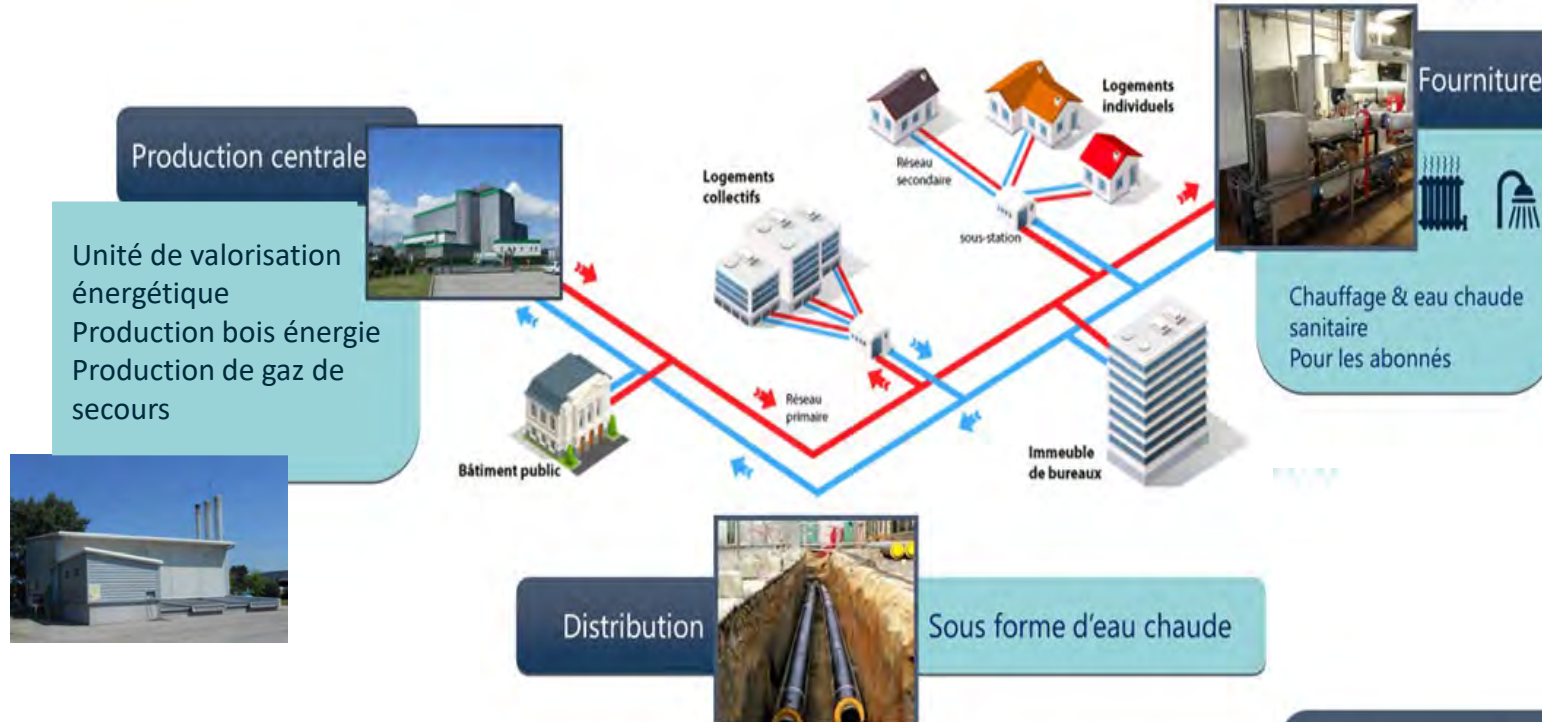 Production centrale
Unité de valorisation
énergétique
Production bois énergie
Production de gaz de
secours
Bâtiment public
Logements
collectifs
Réseau
primaire
Réseau
secondaire
sous-station
Logements
individuels
Immeuble
de bureaux
Fourniture
Chauffage & eau chaude
sanitaire
Pour les abonnés
Distribution
Sous forme d'eau chaude